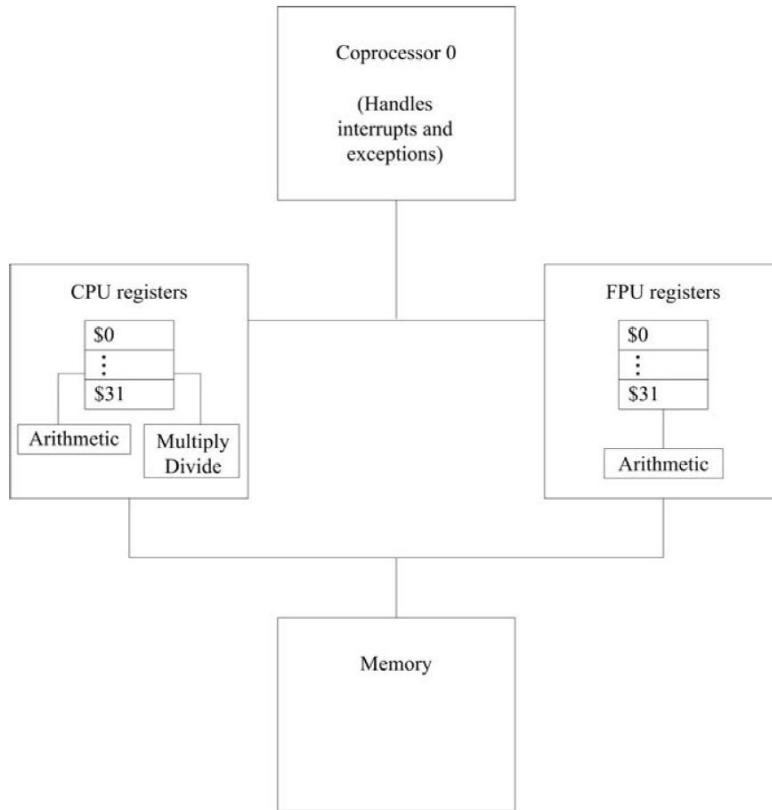 Coprocessor 0
(Handles
interrupts and
exceptions)
CPU registers
$0
⋮
$31
Arithmetic
Multiply
Divide
FPU registers
$0
⋮
$31
Arithmetic
Memory